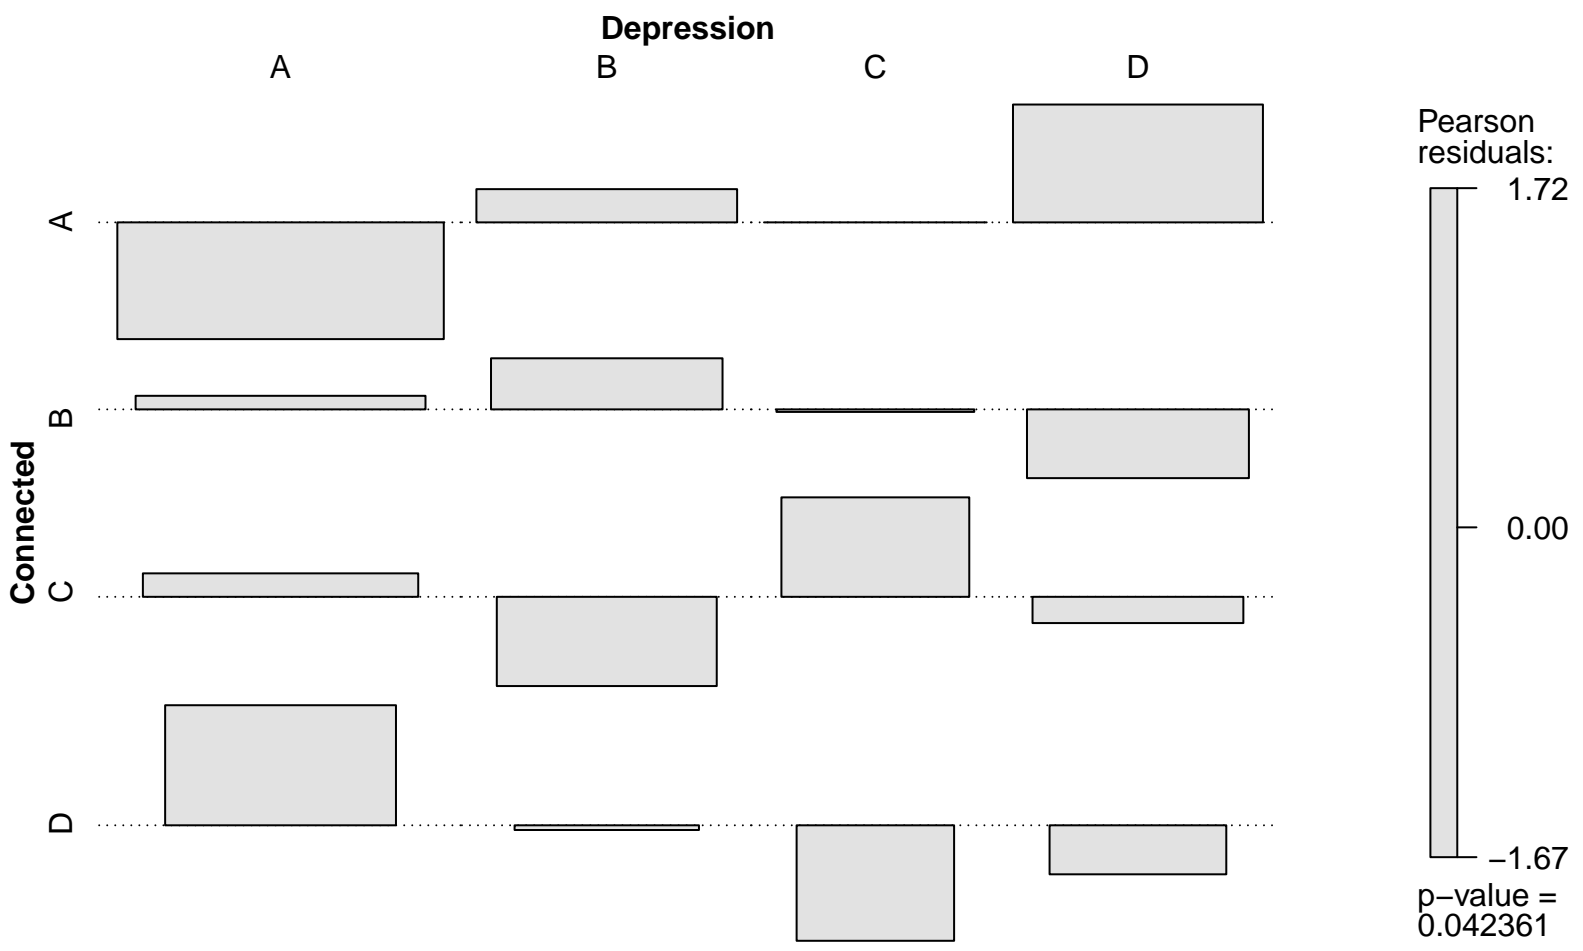 Depression
A B C D
Connected
A
B
C
D
Pearson
residuals:
1.72
0.00
−1.67
p−value =
0.042361